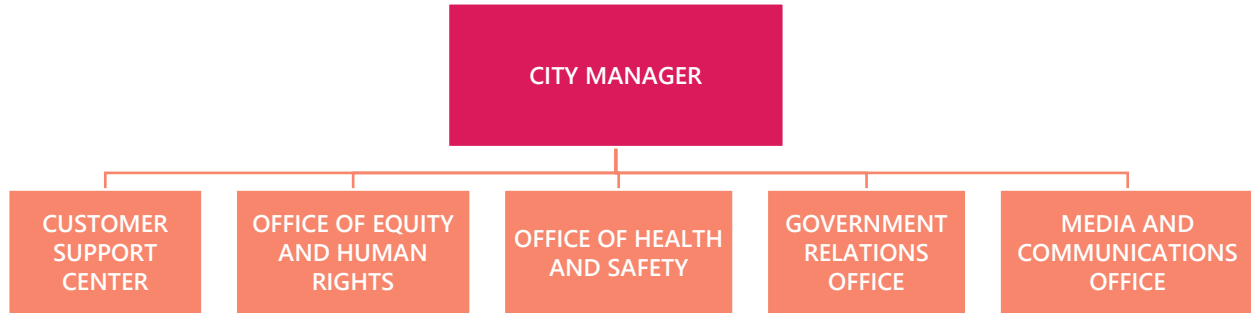 CITY MANAGER
CUSTOMER
SUPPORT
CENTER
OFFICE OF EQUITY
AND HUMAN
RIGHTS
OFFICE OF HEALTH
AND SAFETY
GOVERNMENT
RELATIONS
OFFICE
MEDIA AND
COMMUNICATIONS
OFFICE